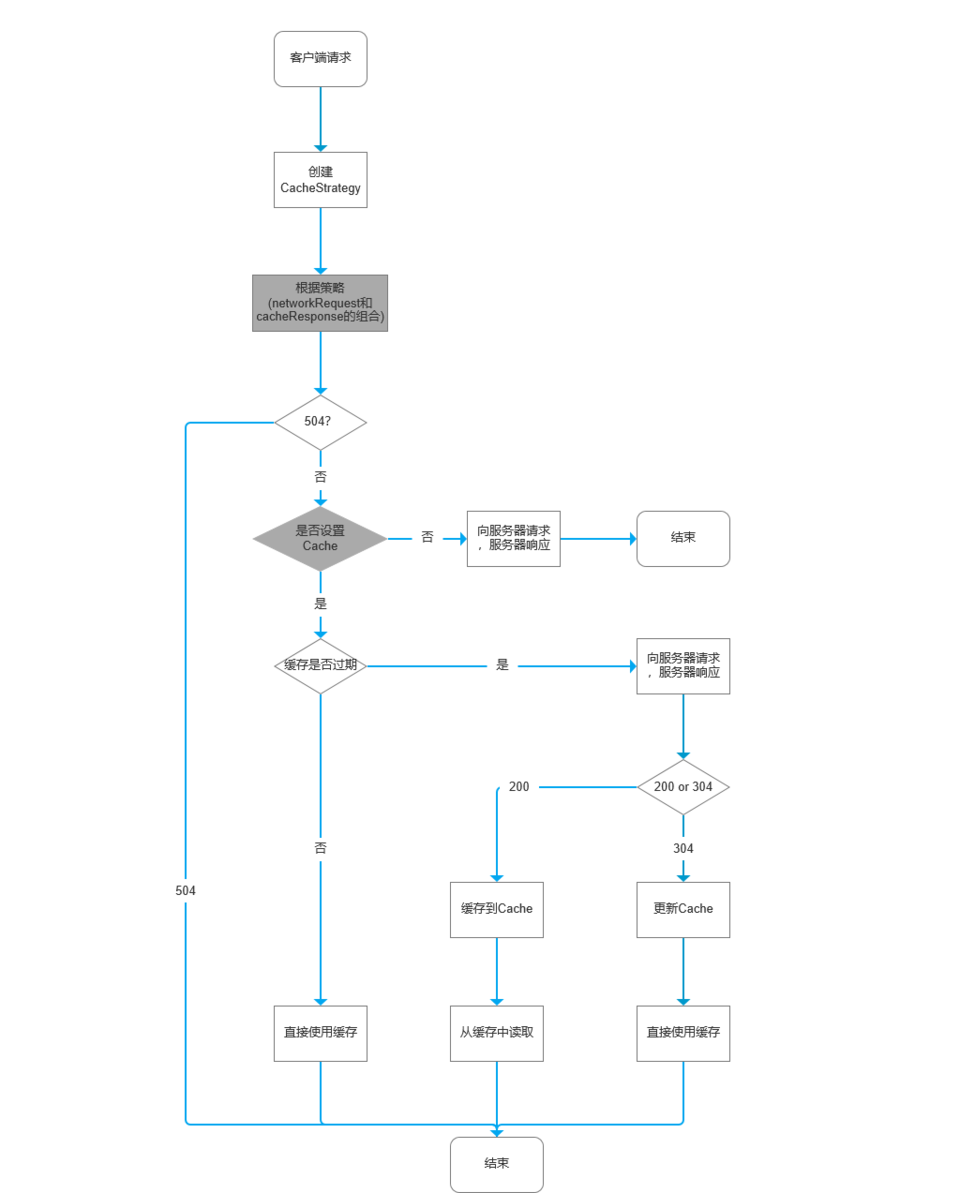 客户端请求
创建
CacheStrategy
根据策略
(networkRequest和
cacheResponse的组合)
504?
否
是否设置
Cache
否
向服务器请求
，服务器响应
结束
是
缓存是否过期
是
向服务器请求
，服务器响应
200 or 304
200
304
否
504
缓存到Cache
更新Cache
直接使用缓存
从缓存中读取
直接使用缓存
结束